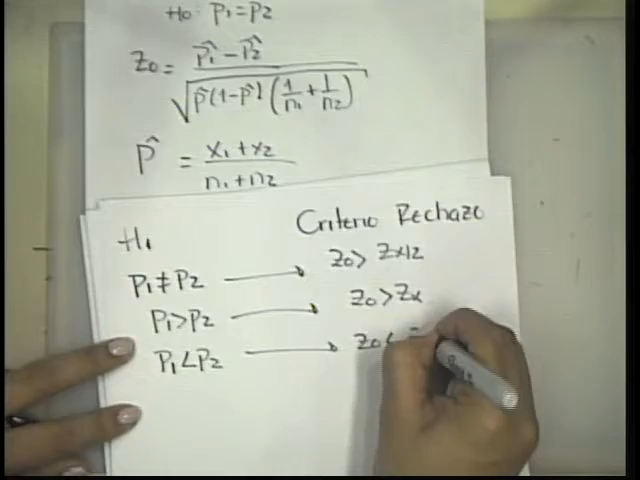 Ho: p1=p2
Z0= p̂1-p̂2
√p̂(1-p̂)(1/n1+1/n2)
p̂ = x1+x2
n1+n2
H1 Criterio Rechazo
p1≠p2 → Z0> Zα/2
p1>p2 → Z0>Zα
p1<p2 → Z0<